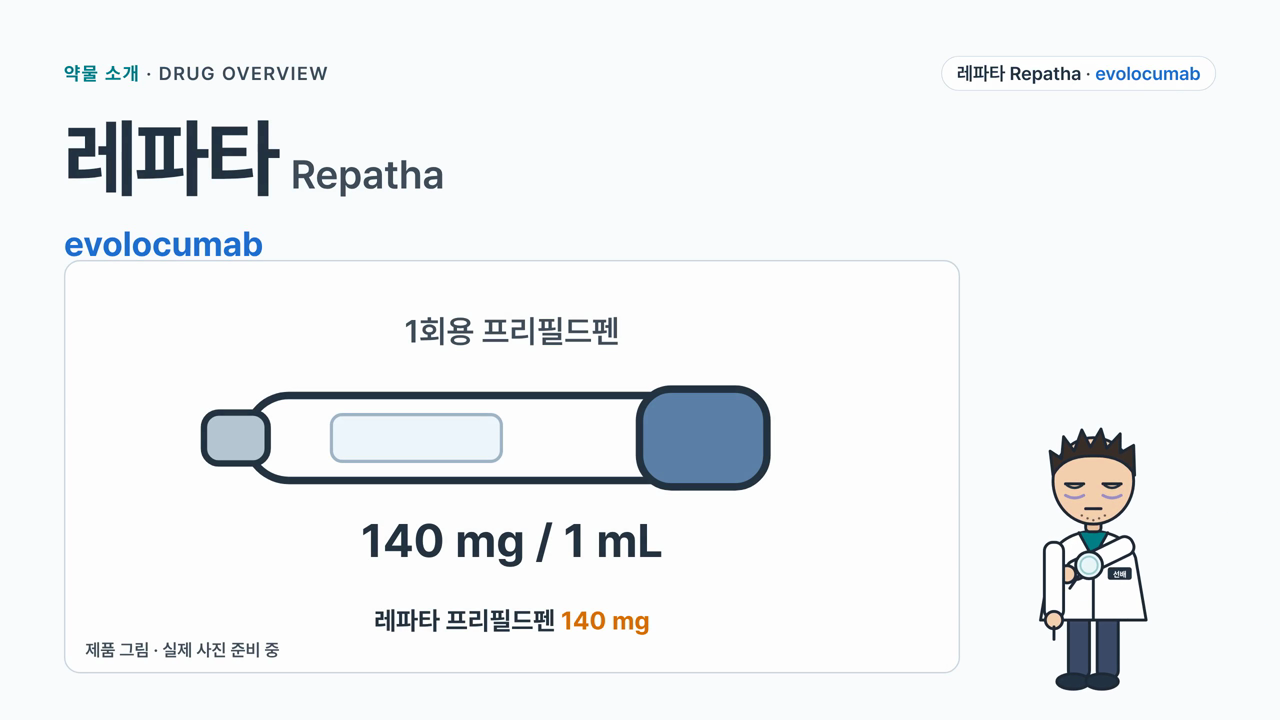 약물 소개 · DRUG OVERVIEW
레파타 Repatha · evolocumab
레파타 Repatha
evolocumab
1회용 프리필드펜
140 mg / 1 mL
레파타 프리필드펜 140 mg
제품 그림 · 실제 사진 준비 중
선배